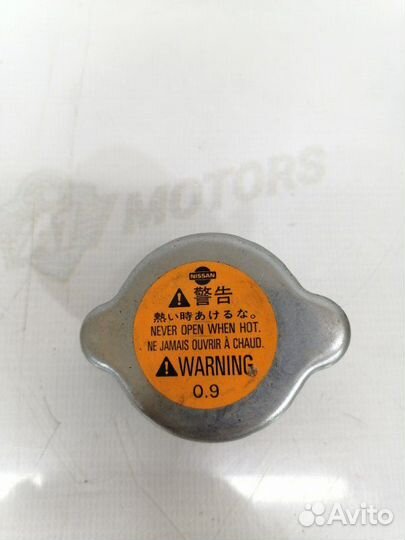 MOTORS
NISSAN
⚠警告
熱い時あけるな。
NEVER OPEN WHEN HOT.
NE JAMAIS OUVRIR À CHAUD.
⚠WARNING
0.9
Avito